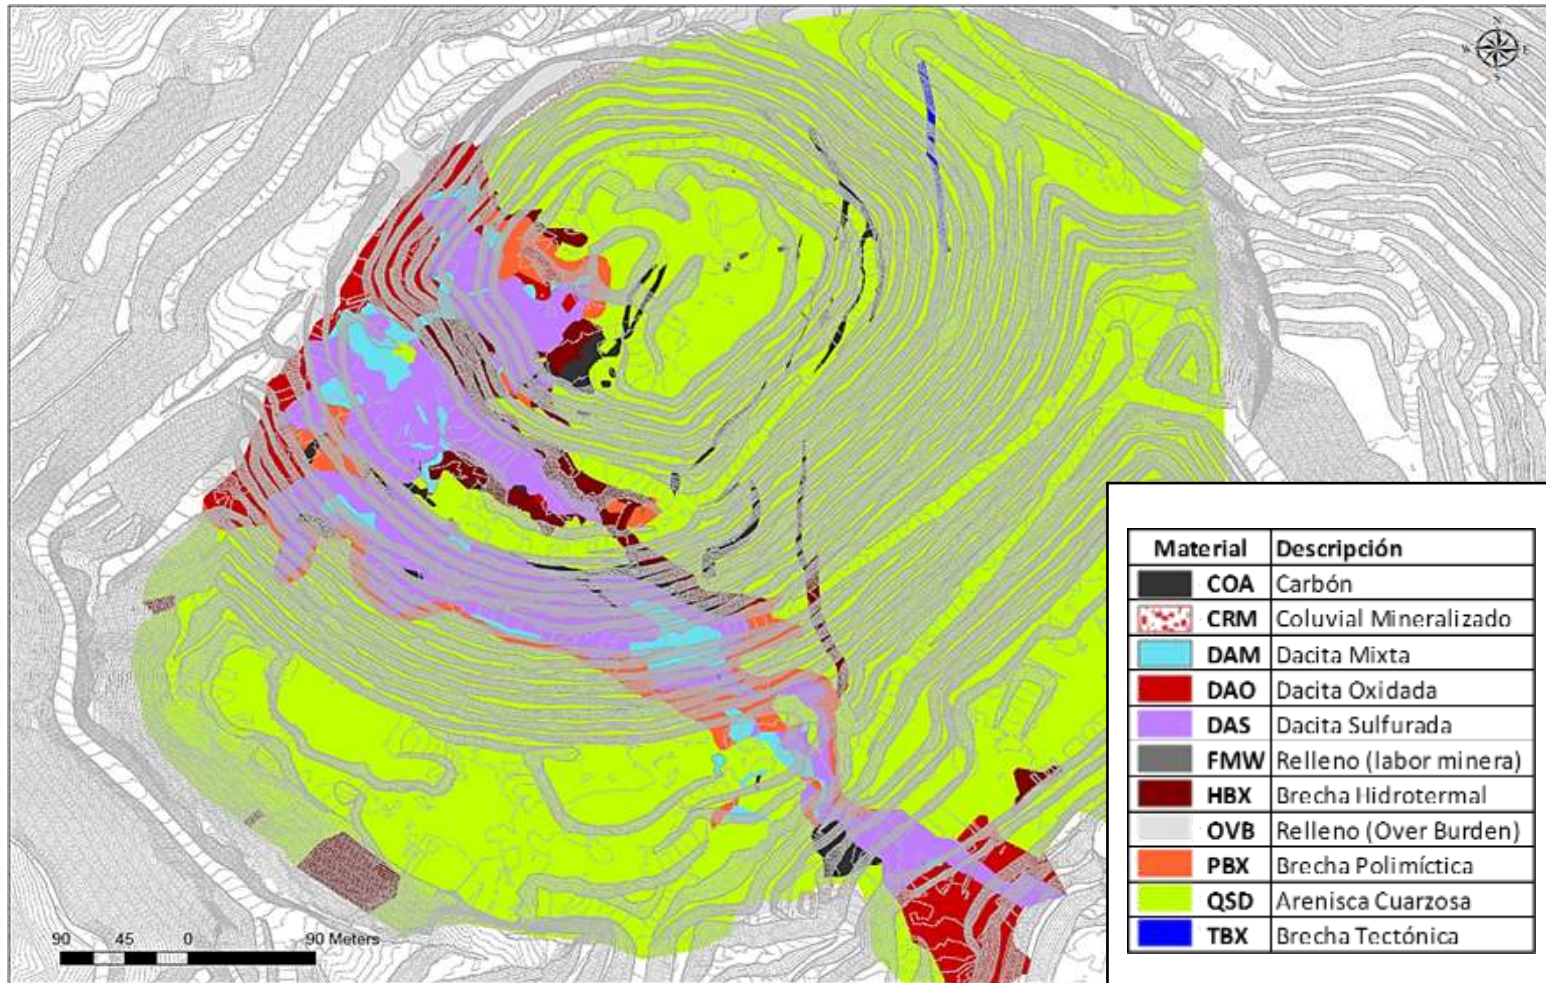 N
W E
S
Material Descripción
COA Carbón
CRM Coluvial Mineralizado
DAM Dacita Mixta
DAO Dacita Oxidada
DAS Dacita Sulfurada
FMW Relleno (labor minera)
HBX Brecha Hidrotermal
OVB Relleno (Over Burden)
PBX Brecha Polimíctica
QSD Arenisca Cuarzosa
TBX Brecha Tectónica
90 45 0 90 Meters